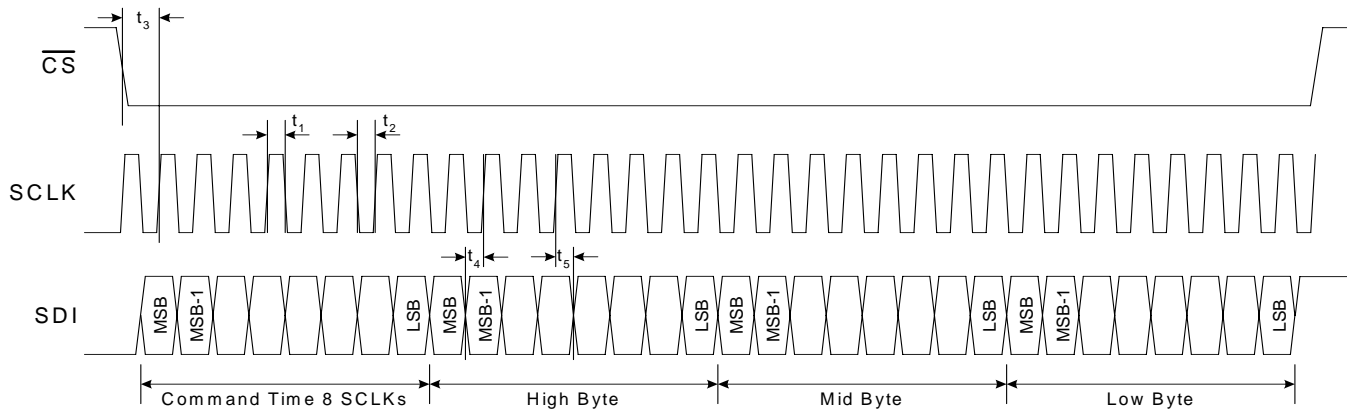 t3
CS
t1
t2
SCLK
t4
t5
SDI
MSB
MSB-1
LSB
MSB
MSB-1
LSB
MSB
MSB-1
LSB
MSB
MSB-1
LSB
Command Time 8 SCLKs
High Byte
Mid Byte
Low Byte